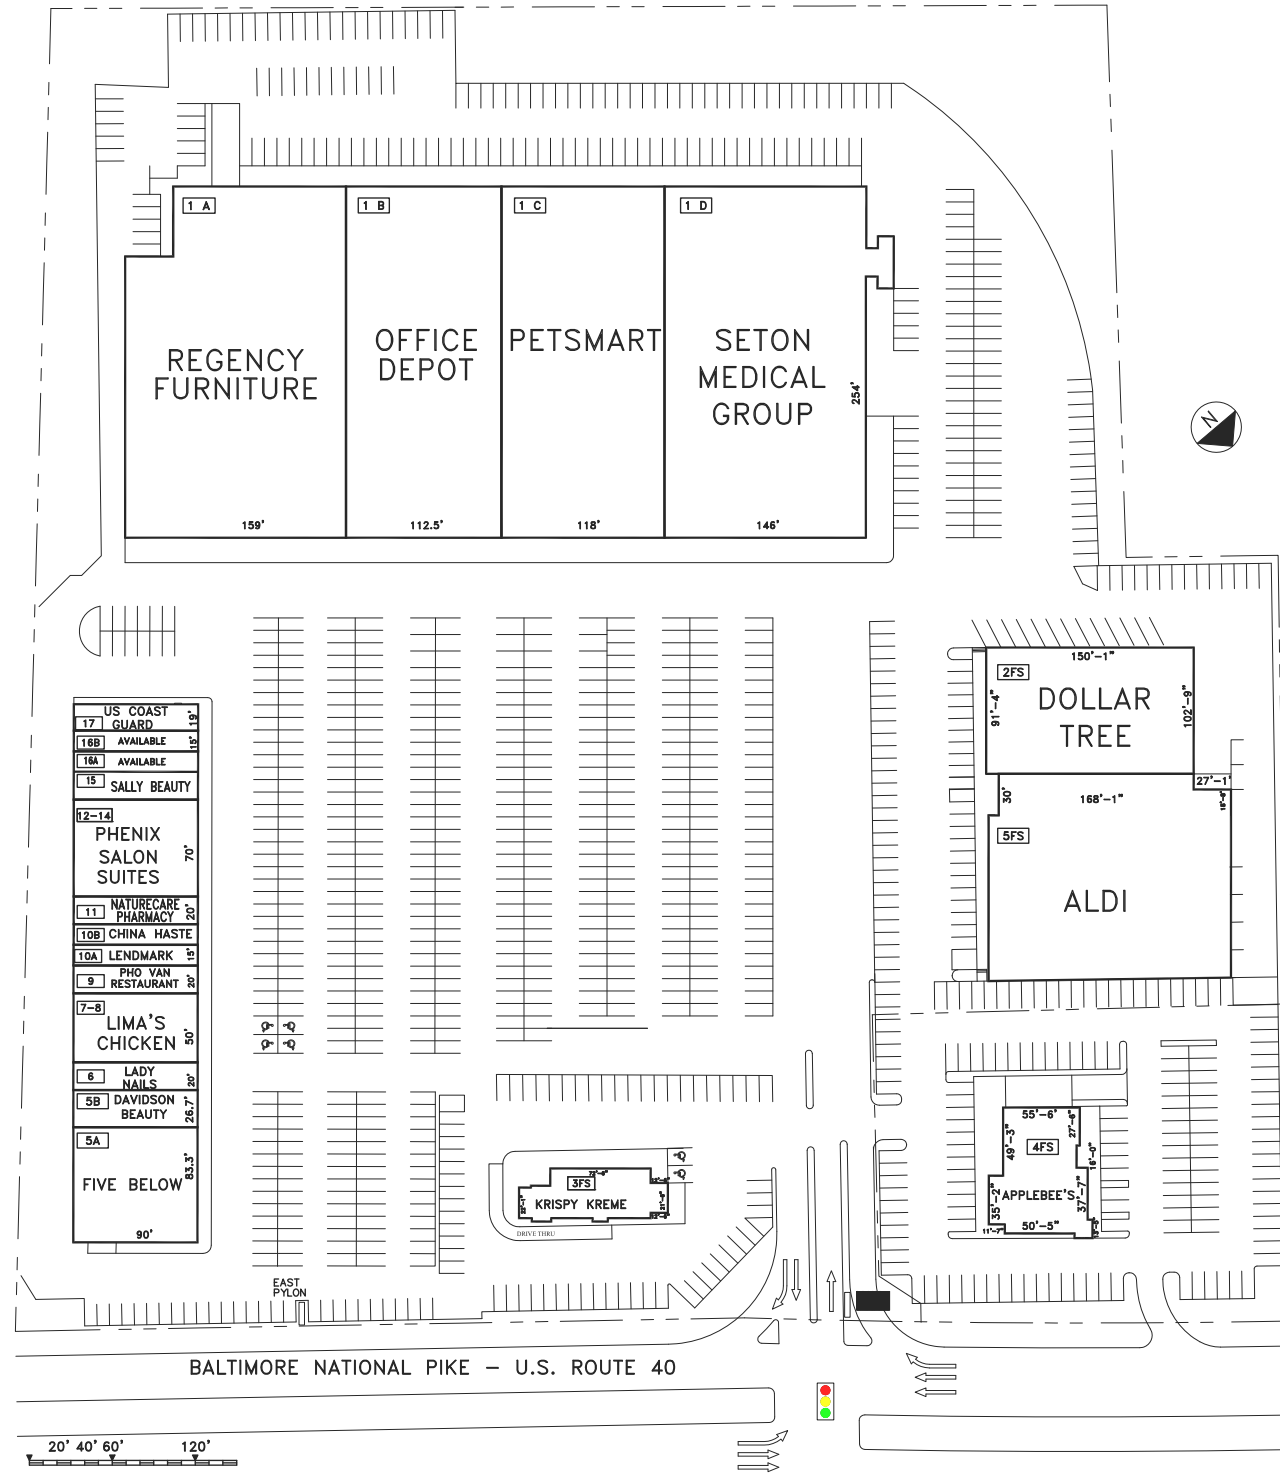 1 A
1 B
1 C
1 D
REGENCY
FURNITURE
OFFICE
DEPOT
PETSMART
SETON
MEDICAL
GROUP
254'
159'
112.5'
118'
146'
N
US COAST
GUARD
17
19'
16B
AVAILABLE
15'
16A
AVAILABLE
15
SALLY BEAUTY
12-14
PHENIX
SALON
SUITES
70'
11
NATURECARE
PHARMACY
20'
10B
CHINA HASTE
10A
LENDMARK
15'
9
PHO VAN
RESTAURANT
20'
7-8
LIMA'S
CHICKEN
50'
6
LADY
NAILS
20'
5B
DAVIDSON
BEAUTY
26.7'
5A
FIVE BELOW
83.3'
90'
2FS
150'-1"
91'-4"
DOLLAR
TREE
102'-9"
27'-1'
30'
168'-1"
5FS
ALDI
3FS
KRISPY KREME
DRIVE THRU
55'-6'
27'-6"
49'-3"
4FS
16'-0"
35'-2"
APPLEBEE'S
37'-7"
50'-5"
EAST
PYLON
BALTIMORE NATIONAL PIKE – U.S. ROUTE 40
20' 40' 60' 120'